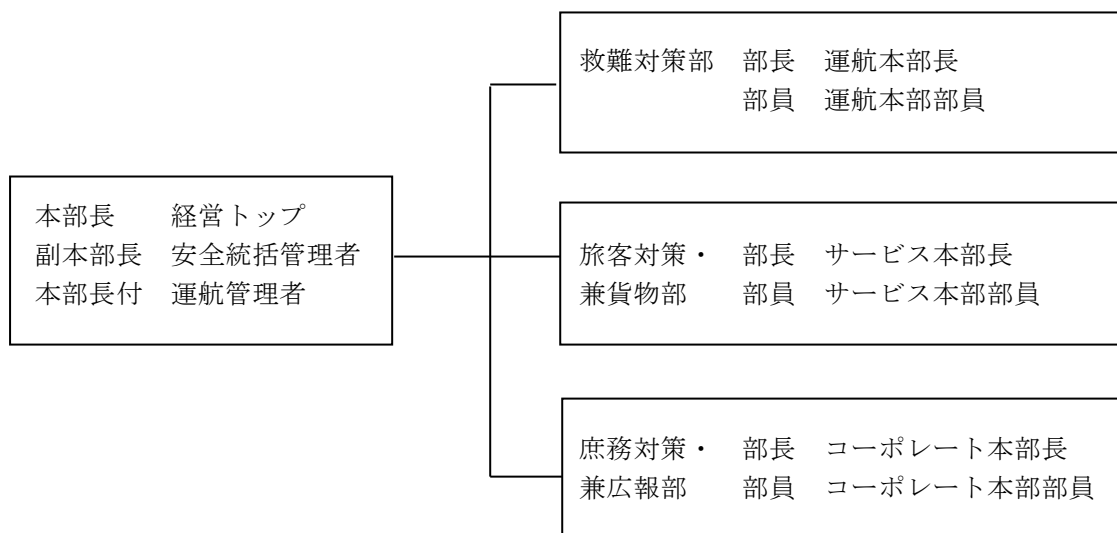 救難対策部 部長 運航本部長
部員 運航本部部員
本部長 経営トップ
副本部長 安全統括管理者
本部長付 運航管理者
旅客対策・ 部長 サービス本部長
兼貨物部 部員 サービス本部部員
庶務対策・ 部長 コーポレート本部長
兼広報部 部員 コーポレート本部部員